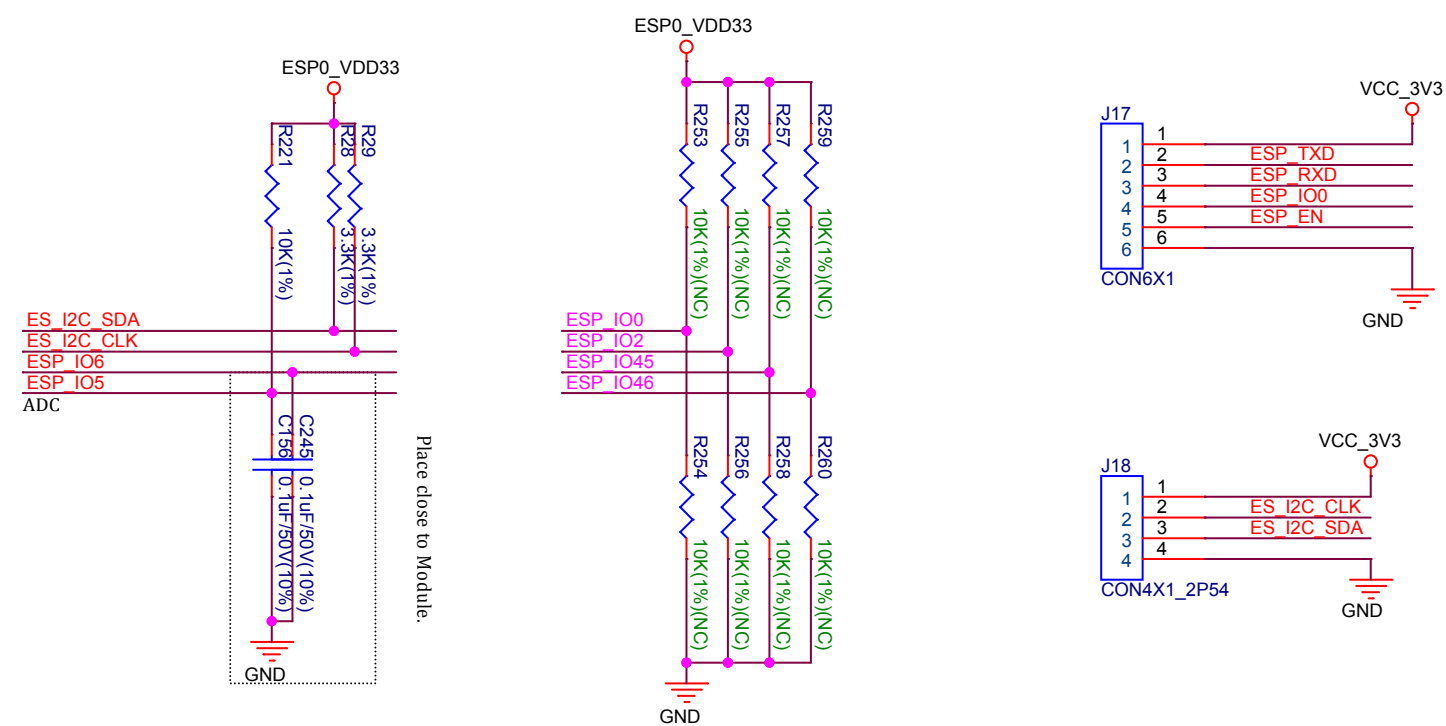 ESP0_VDD33
R221
R28
R29
10K(1%)
3.3K(1%)
3.3K(1%)
ES_I2C_SDA
ES_I2C_CLK
ESP_IO6
ESP_IO5
ADC
C156
C245
0.1uF/50V(10%)
0.1uF/50V(10%)
GND
Place close to Module.
ESP0_VDD33
R253
R255
R257
R259
10K(1%)(NC)
10K(1%)(NC)
10K(1%)(NC)
10K(1%)(NC)
ESP_IO0
ESP_IO2
ESP_IO45
ESP_IO46
R254
R256
R258
R260
10K(1%)(NC)
10K(1%)(NC)
10K(1%)(NC)
10K(1%)(NC)
GND
VCC_3V3
J17
1 1
2 2 ESP_TXD
3 3 ESP_RXD
4 4 ESP_IO0
5 5 ESP_EN
6 6
CON6X1
GND
VCC_3V3
J18
1 1
2 2 ES_I2C_CLK
3 3 ES_I2C_SDA
4 4
CON4X1_2P54
GND